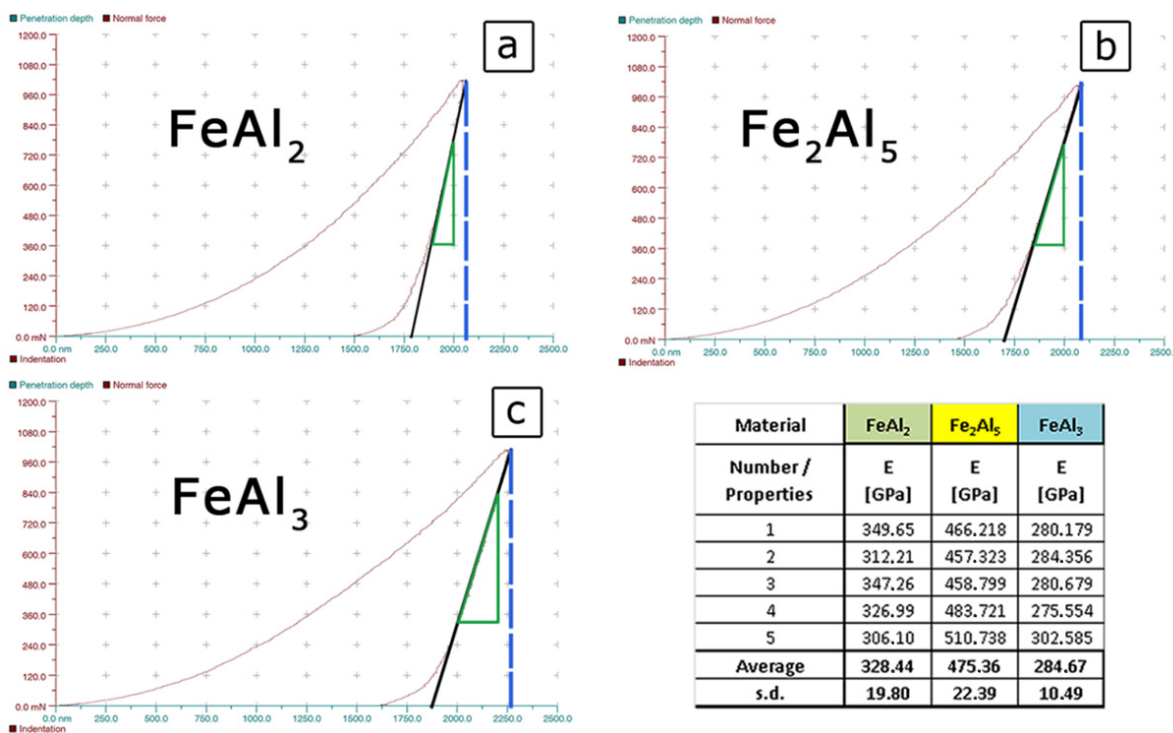 Penetration depth Normal force
a
1200.0
1080.0
960.0
840.0
720.0
600.0
480.0
360.0
240.0
120.0
0.0 mN
FeAl₂
0.0 nm 250.0 500.0 750.0 1000.0 1250.0 1500.0 1750.0 2000.0 2250.0 2500.0
Indentation
Penetration depth Normal force
b
1200.0
1080.0
960.0
840.0
720.0
600.0
480.0
360.0
240.0
120.0
0.0 mN
Fe₂Al₅
0.0 nm 250.0 500.0 750.0 1000.0 1250.0 1500.0 1750.0 2000.0 2250.0 2500.
Indentation
Penetration depth Normal force
c
1200.0
1080.0
960.0
840.0
720.0
600.0
480.0
360.0
240.0
120.0
0.0 mN
FeAl₃
0.0 nm 250.0 500.0 750.0 1000.0 1250.0 1500.0 1750.0 2000.0 2250.0 2500.0
Indentation
Material FeAl₂ Fe₂Al₅ FeAl₃
Number / E E E
Properties [GPa] [GPa] [GPa]
1 349.65 466.218 280.179
2 312.21 457.323 284.356
3 347.26 458.799 280.679
4 326.99 483.721 275.554
5 306.10 510.738 302.585
Average 328.44 475.36 284.67
s.d. 19.80 22.39 10.49